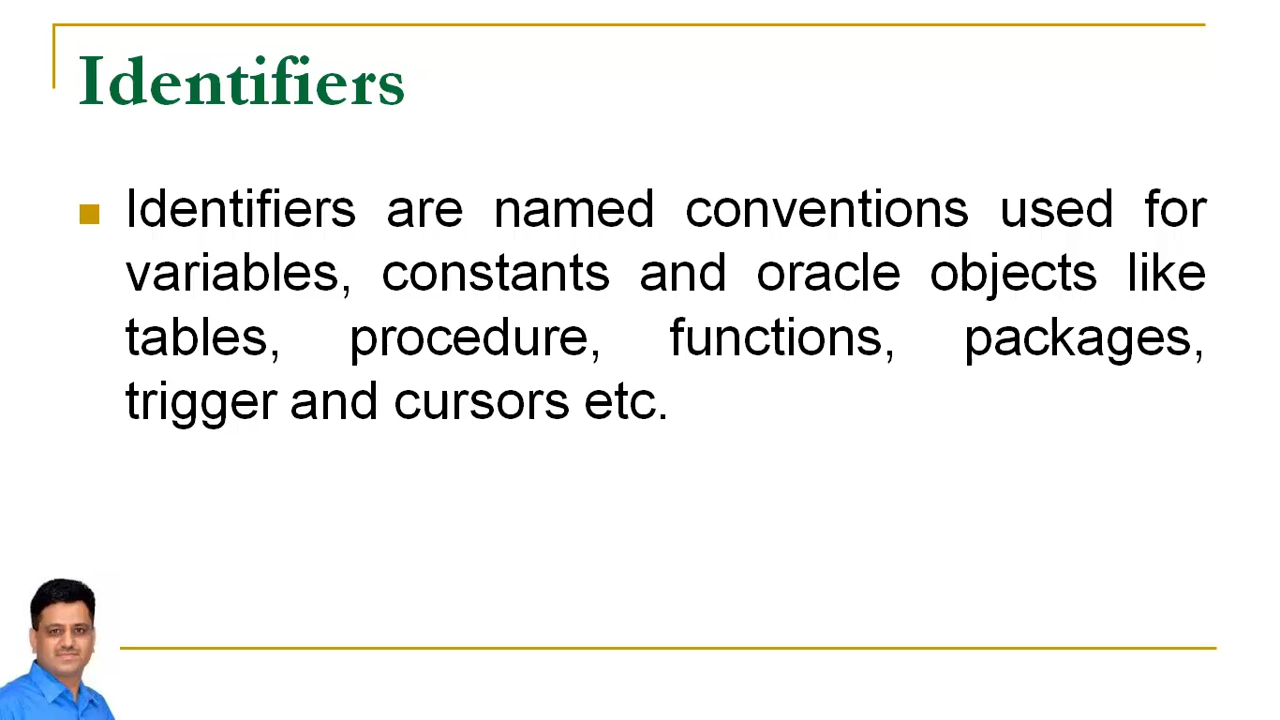 Identifiers
Identifiers are named conventions used for
variables, constants and oracle objects like
tables, procedure, functions, packages,
trigger and cursors etc.